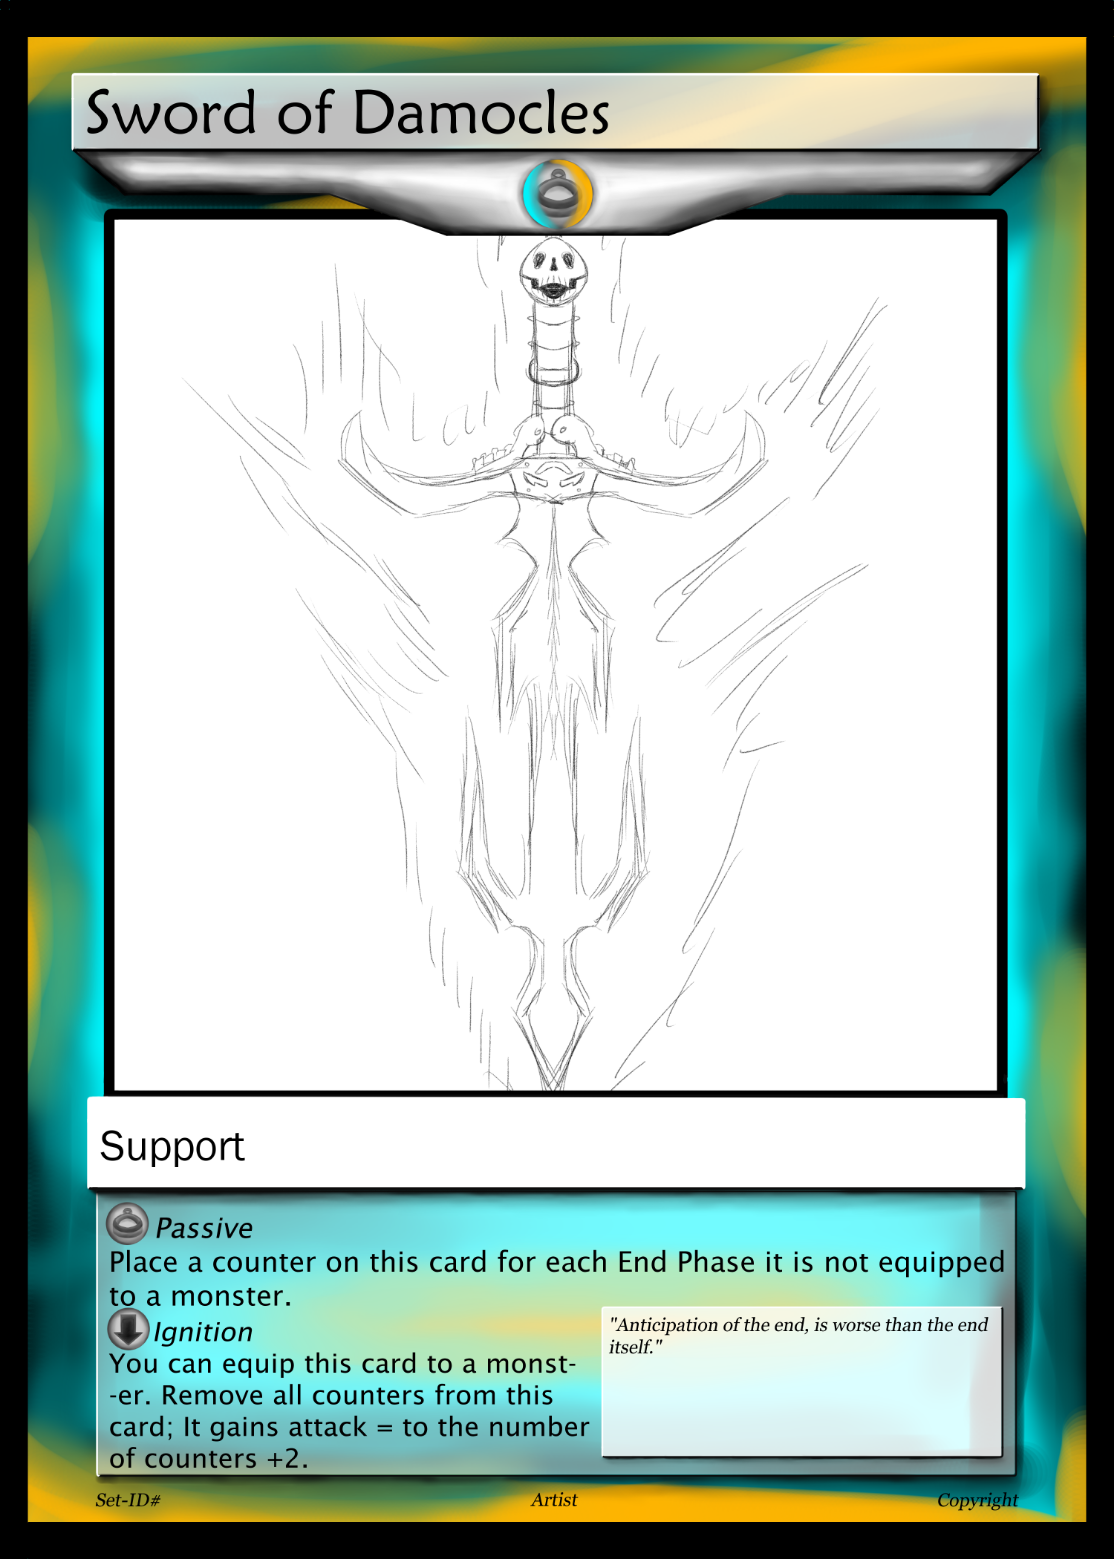 Sword of Damocles
Support
Passive
Place a counter on this card for each End Phase it is not equipped
to a monster.
Ignition
You can equip this card to a monst-
-er. Remove all counters from this
card; It gains attack = to the number
of counters +2.
"Anticipation of the end, is worse than the end
itself."
Set-ID#
Artist
Copyright